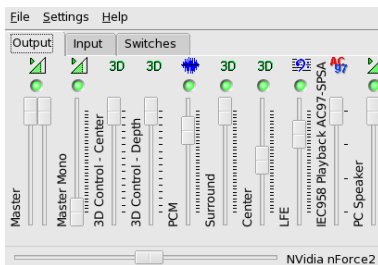 File Settings Help
Output Input Switches
3D 3D 3D 3D AC97
Master
Master Mono
3D Control - Center
3D Control - Depth
PCM
Surround
Center
LFE
IEC958 Playback AC97-SPSA
PC Speaker
NVidia nForce2